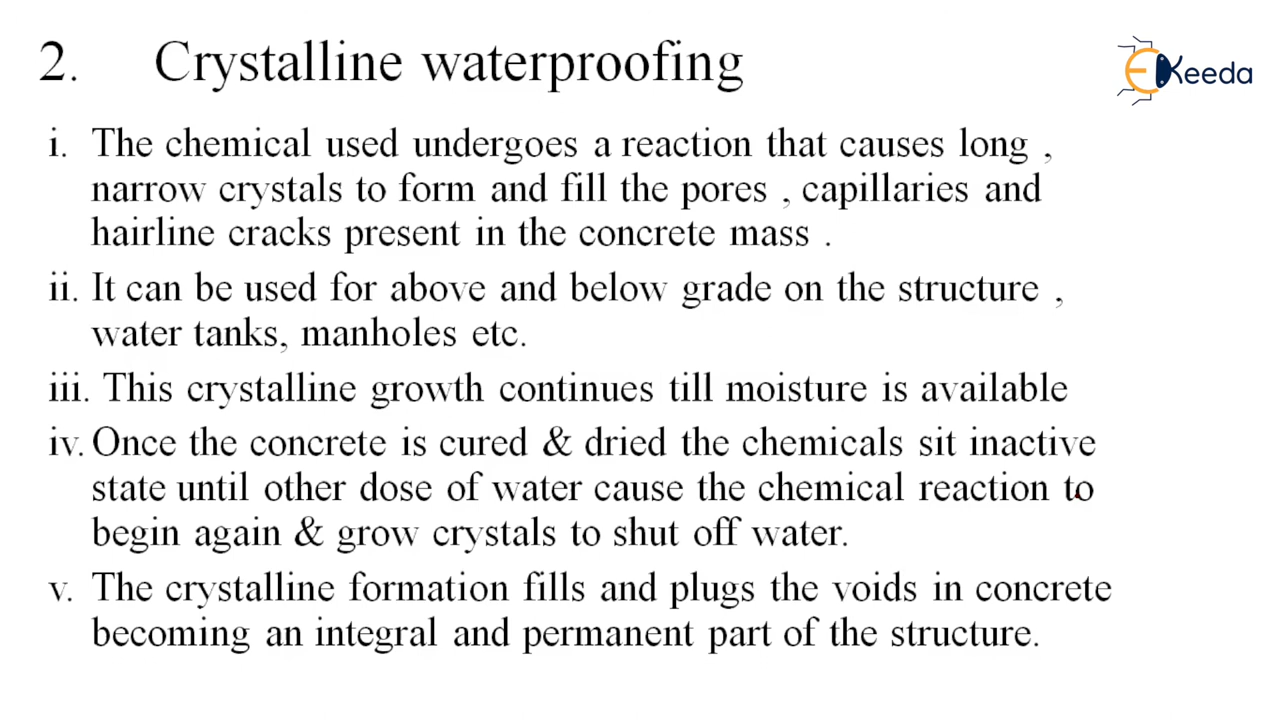 2. Crystalline waterproofing
EKeeda
i. The chemical used undergoes a reaction that causes long ,
narrow crystals to form and fill the pores , capillaries and
hairline cracks present in the concrete mass .
ii. It can be used for above and below grade on the structure ,
water tanks, manholes etc.
iii. This crystalline growth continues till moisture is available
iv. Once the concrete is cured & dried the chemicals sit inactive
state until other dose of water cause the chemical reaction to
begin again & grow crystals to shut off water.
v. The crystalline formation fills and plugs the voids in concrete
becoming an integral and permanent part of the structure.